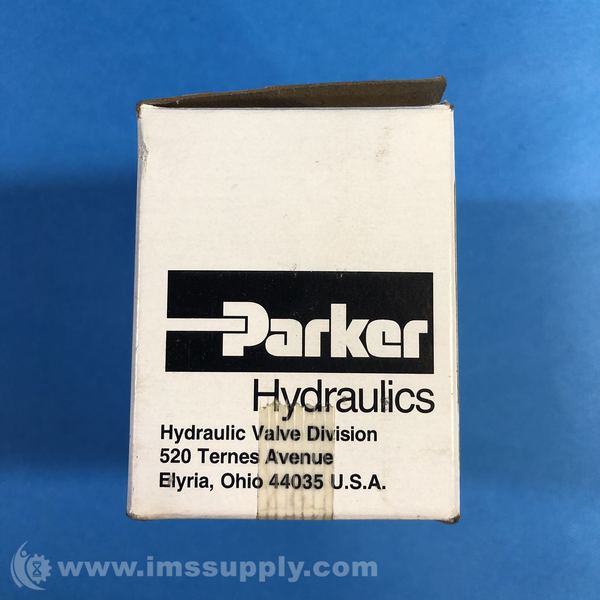 Parker
Hydraulics
Hydraulic Valve Division
520 Ternes Avenue
Elyria, Ohio 44035 U.S.A.
www.imssupply.com